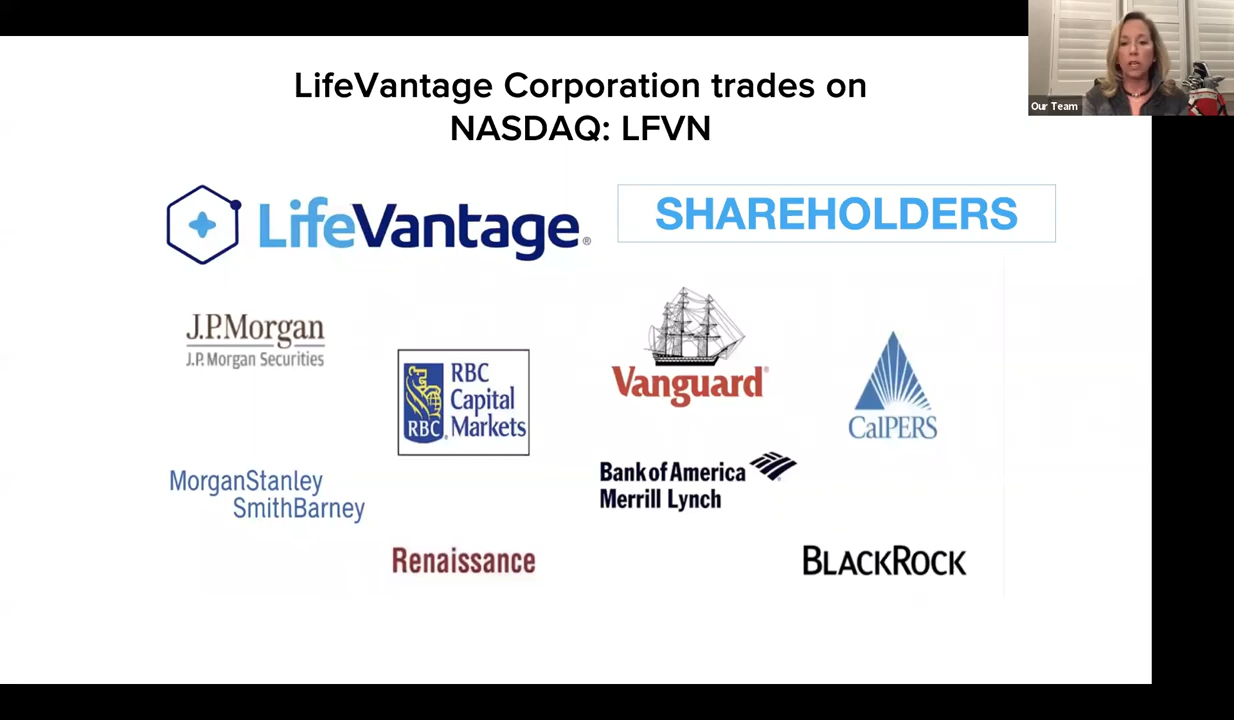 LifeVantage Corporation trades on
NASDAQ: LFVN
Our Team
LifeVantage®
SHAREHOLDERS
J.P.Morgan
J.P. Morgan Securities
RBC
Capital
Markets
RBC®
Vanguard®
CalPERS
MorganStanley
SmithBarney
Bank of America
Merrill Lynch
Renaissance
BLACKROCK